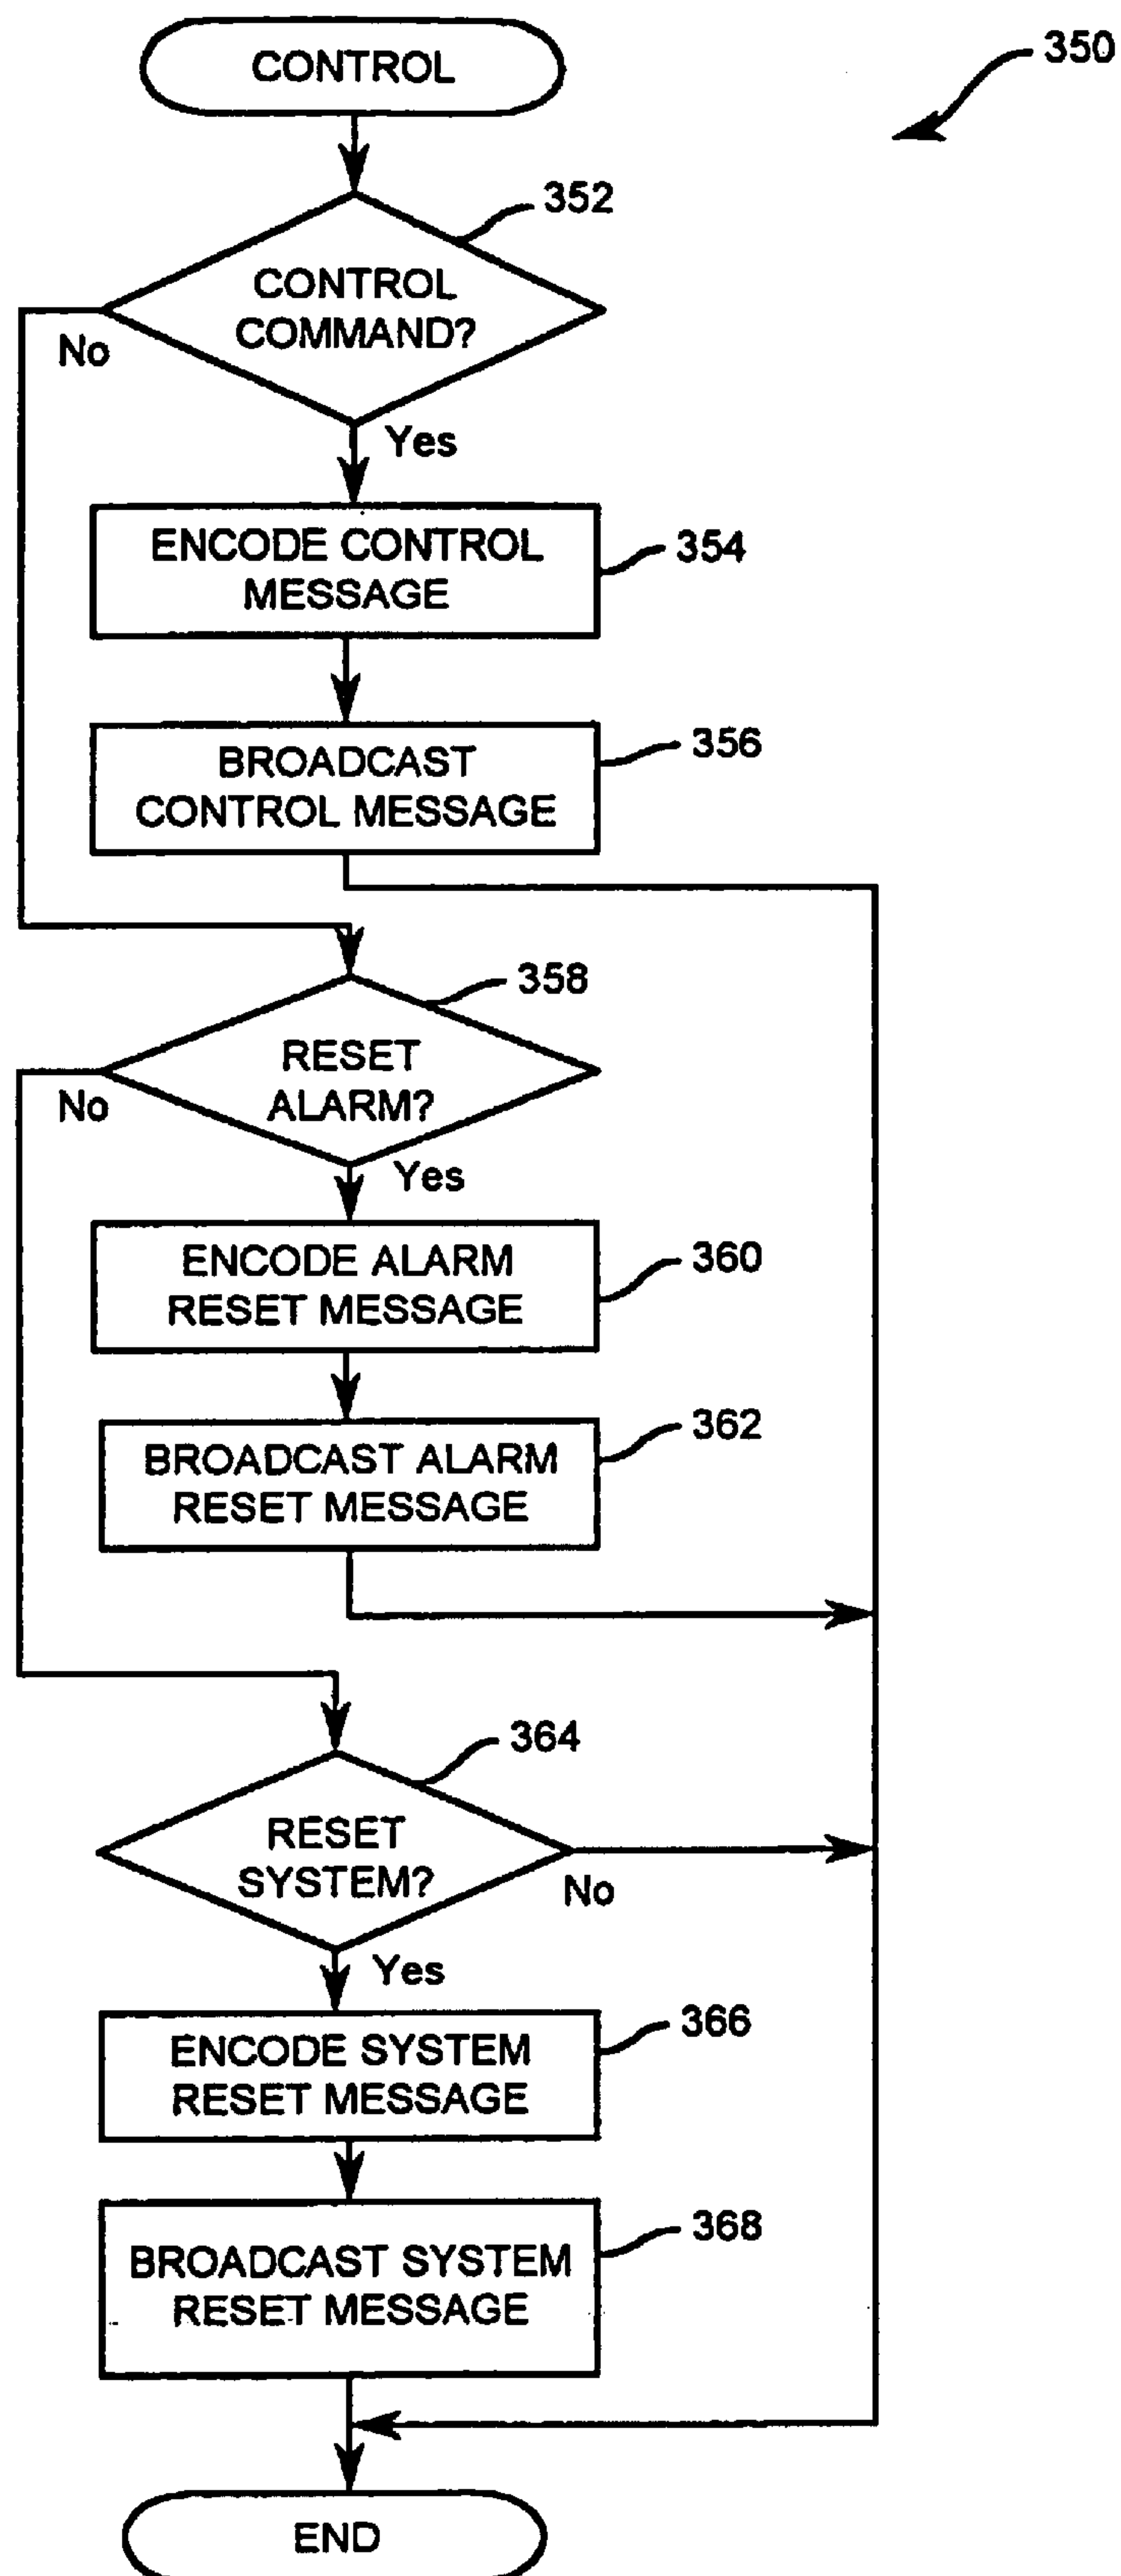 CONTROL
350
352
CONTROL
COMMAND?
No
Yes
ENCODE CONTROL
MESSAGE
354
BROADCAST
CONTROL MESSAGE
356
358
RESET
ALARM?
No
Yes
ENCODE ALARM
RESET MESSAGE
360
BROADCAST ALARM
RESET MESSAGE
362
364
RESET
SYSTEM?
No
Yes
ENCODE SYSTEM
RESET MESSAGE
366
BROADCAST SYSTEM
RESET MESSAGE
368
END